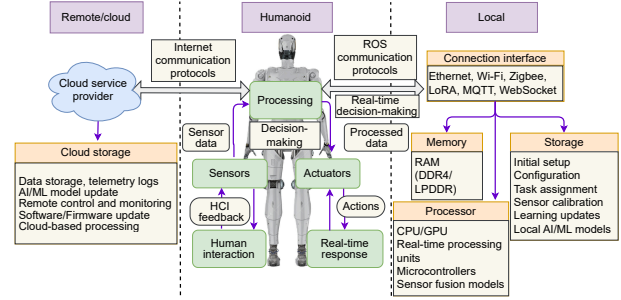 Remote/cloud
Humanoid
Local
Internet
communication
protocols
ROS
communication
protocols
Connection interface
Ethernet, Wi-Fi, Zigbee,
LoRA, MQTT, WebSocket
Cloud service
provider
Processing
Real-time
decision-making
Sensor
data
Decision-
making
Processed
data
Cloud storage
Data storage, telemetry logs
AI/ML model update
Remote control and monitoring
Software/Firmware update
Cloud-based processing
Sensors
Actuators
HCI
feedback
Actions
Human
interaction
Real-time
response
Memory
RAM
(DDR4/
LPDDR)
Storage
Initial setup
Configuration
Task assignment
Sensor calibration
Learning updates
Local AI/ML models
Processor
CPU/GPU
Real-time processing
units
Microcontrollers
Sensor fusion models